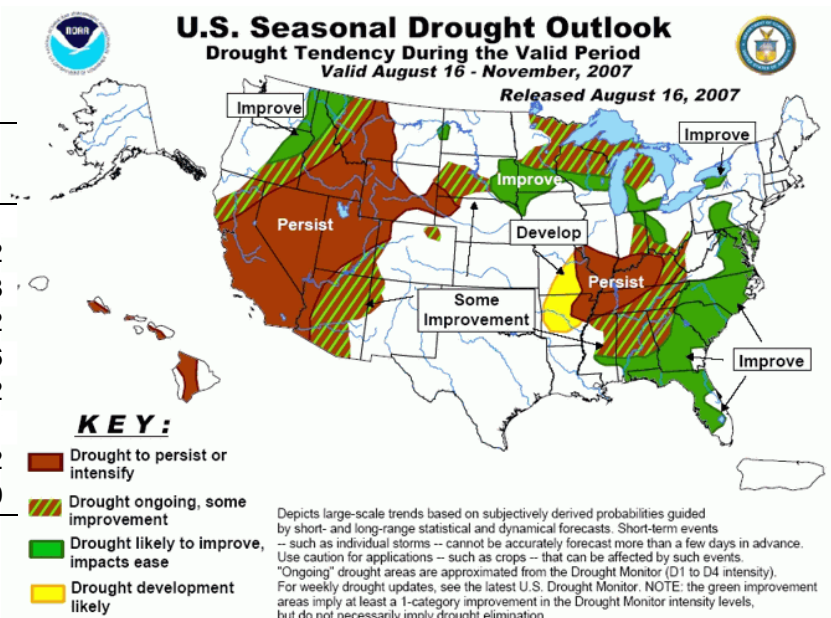 U.S. Seasonal Drought Outlook
Drought Tendency During the Valid Period
Valid August 16 - November, 2007
Released August 16, 2007
NOAA
Improve
Improve
Improve
Persist
Develop
Persist
Some
Improvement
Improve
KEY:
Drought to persist or
intensify
Drought ongoing, some
improvement
Drought likely to improve,
impacts ease
Drought development
likely
Depicts large-scale trends based on subjectively derived probabilities guided
by short- and long-range statistical and dynamical forecasts. Short-term events
-- such as individual storms -- cannot be accurately forecast more than a few days in advance.
Use caution for applications -- such as crops -- that can be affected by such events.
"Ongoing" drought areas are approximated from the Drought Monitor (D1 to D4 intensity).
For weekly drought updates, see the latest U.S. Drought Monitor. NOTE: the green improvement
areas imply at least a 1-category improvement in the Drought Monitor intensity levels,
but do not necessarily imply drought elimination